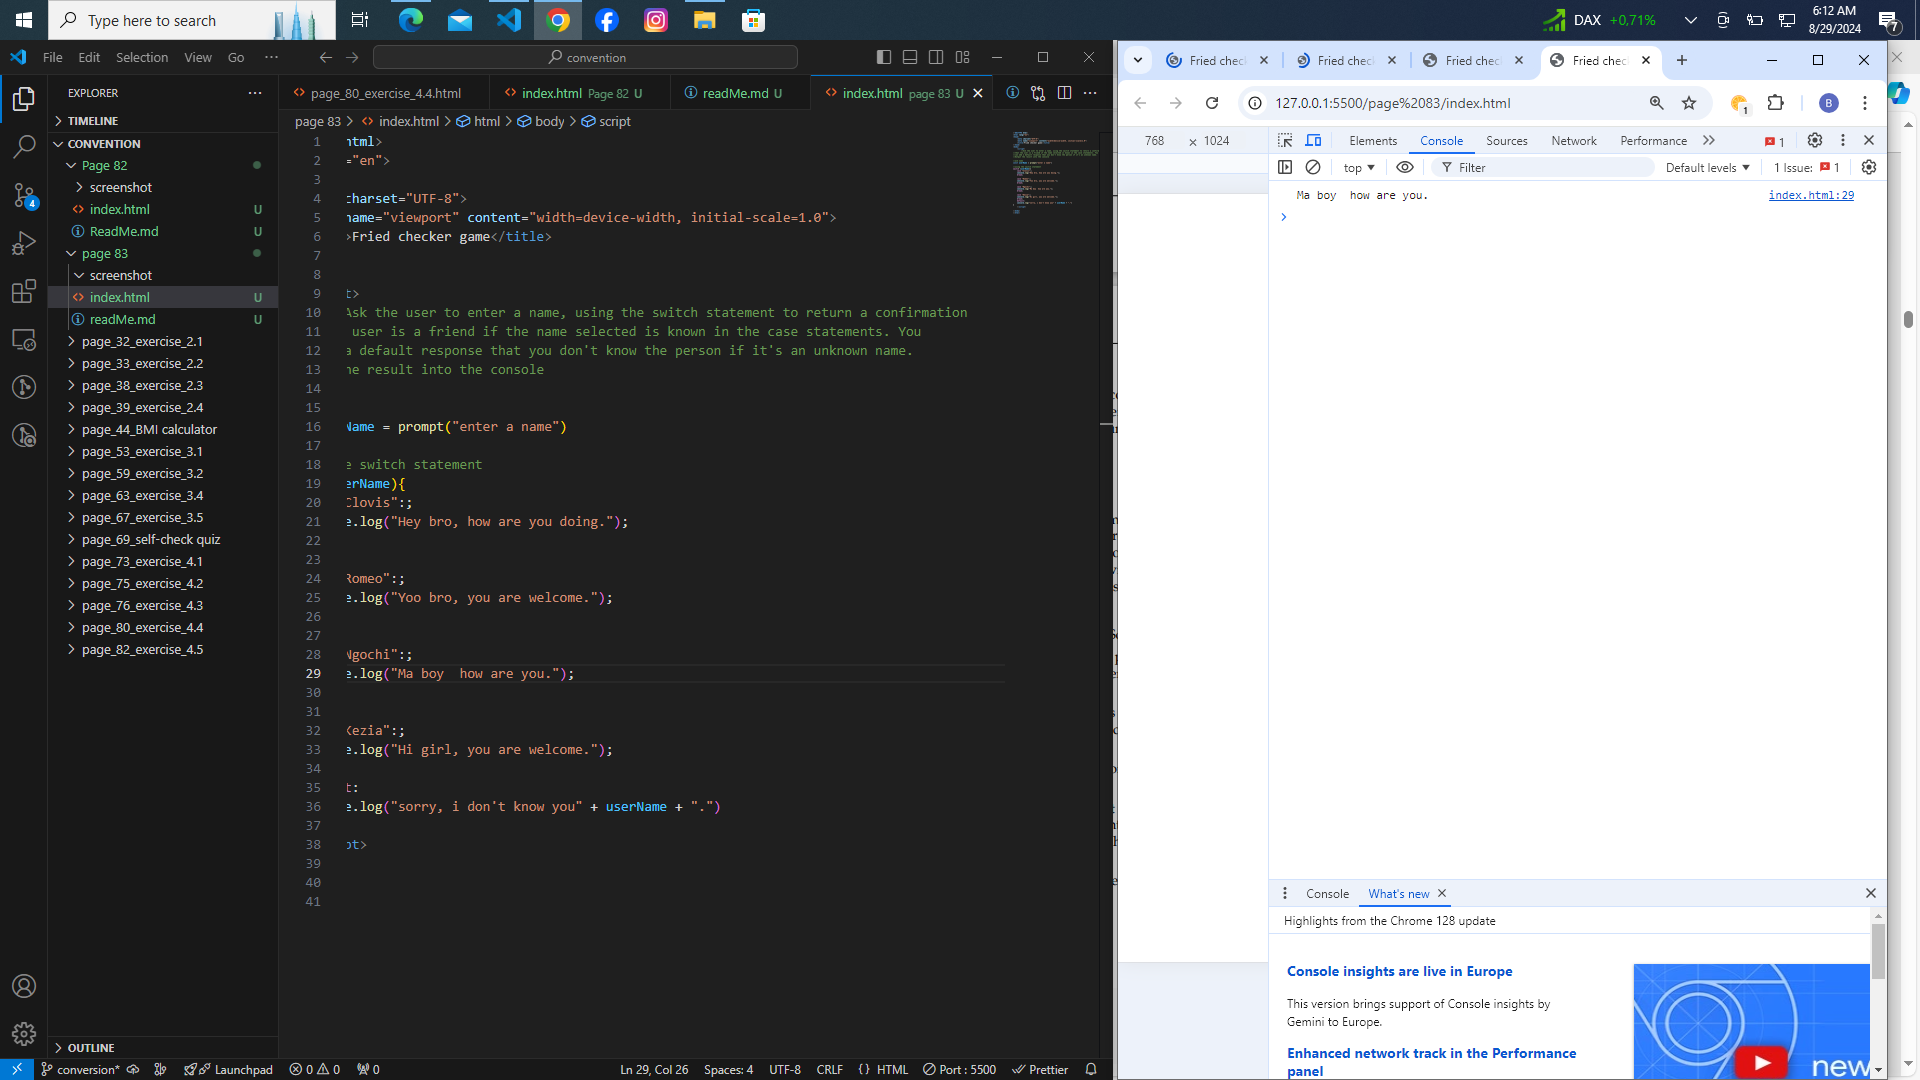 Type here to search
DAX +0,71%
6:12 AM
8/29/2024
7
File Edit Selection View Go
convention
EXPLORER
TIMELINE
CONVENTION
Page 82
screenshot
index.html U
ReadMe.md U
page 83
screenshot
index.html U
readMe.md U
page_32_exercise_2.1
page_33_exercise_2.2
page_38_exercise_2.3
page_39_exercise_2.4
page_44_BMI calculator
page_53_exercise_3.1
page_59_exercise_3.2
page_63_exercise_3.4
page_67_exercise_3.5
page_69_self-check quiz
page_73_exercise_4.1
page_75_exercise_4.2
page_76_exercise_4.3
page_80_exercise_4.4
page_82_exercise_4.5
OUTLINE
4
page_80_exercise_4.4.html
index.html Page 82 U
readMe.md U
index.html page 83 U
page 83 > index.html > html > body > script
1 html>
2 ="en">
3
4 charset="UTF-8">
5 name="viewport" content="width=device-width, initial-scale=1.0">
6 >Fried checker game</title>
7
8
9 t>
10 Ask the user to enter a name, using the switch statement to return a confirmation
11 user is a friend if the name selected is known in the case statements. You
12 a default response that you don't know the person if it's an unknown name.
13 he result into the console
14
15
16 Name = prompt("enter a name")
17
18 e switch statement
19 erName){
20 Clovis":;
21 e.log("Hey bro, how are you doing.");
22
23
24 Romeo":;
25 e.log("Yoo bro, you are welcome.");
26
27
28 Ngochi":;
29 e.log("Ma boy  how are you.");
30
31
32 Kezia":;
33 e.log("Hi girl, you are welcome.");
34
35 t:
36 e.log("sorry, i don't know you" + userName + ".")
37
38 pt>
39
40
41
conversion* Launchpad 0 0 0 Ln 29, Col 26 Spaces: 4 UTF-8 CRLF {} HTML Port : 5500 Prettier
Fried chec Fried chec Fried chec Fried chec
127.0.0.1:5500/page%2083/index.html
1
B
768 × 1024
Elements Console Sources Network Performance 1
top Filter Default levels 1 Issue: 1
Ma boy  how are you. index.html:29
Console What's new
Highlights from the Chrome 128 update
Console insights are live in Europe
This version brings support of Console insights by
Gemini to Europe.
Enhanced network track in the Performance
panel
new